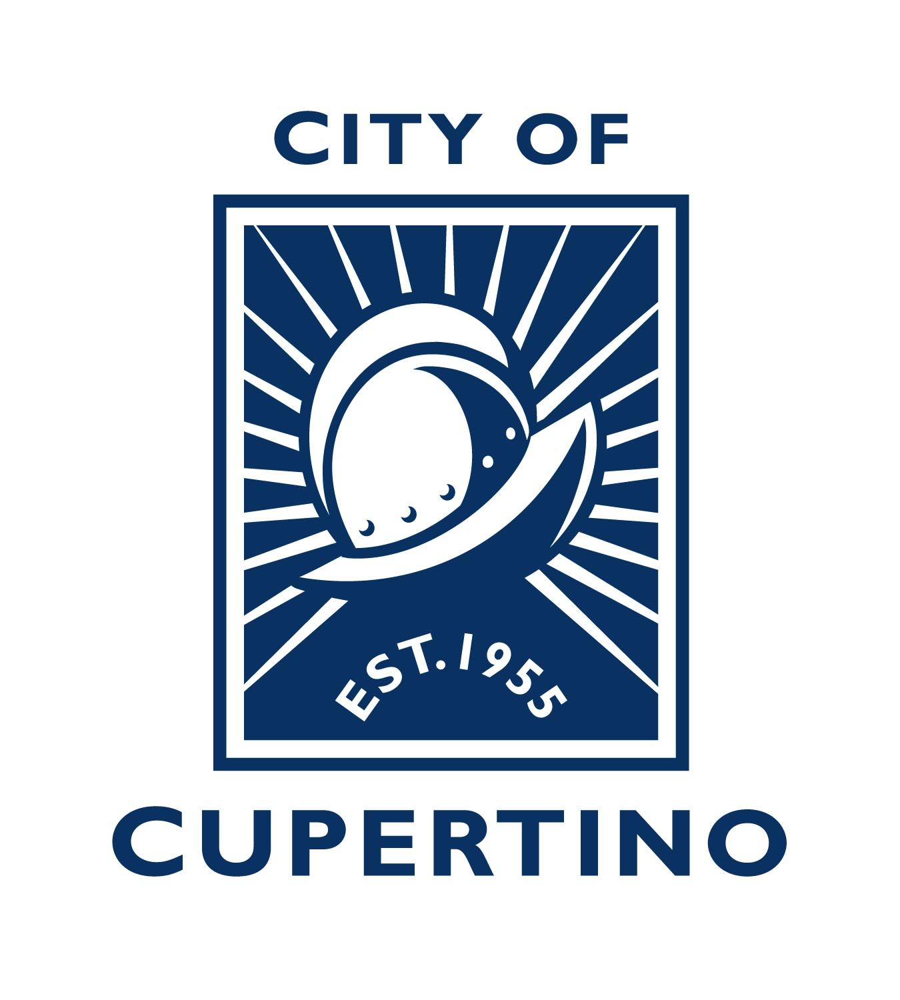 CITY OF
EST. 1955
CUPERTINO